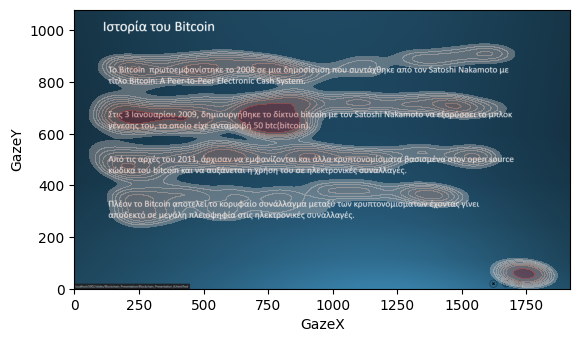 Ιστορία του Bitcoin
Το Bitcoin πρωτοεμφανίστηκε το 2008 σε μια δημοσίευση που συντάχθηκε από τον Satoshi Nakamoto με
τίτλο Bitcoin: A Peer-to-Peer Electronic Cash System.
Στις 3 Ιανουαρίου 2009, δημιουργήθηκε το δίκτυο bitcoin με τον Satoshi Nakamoto να εξορύσσει το μπλοκ
γένεσης του, το οποίο είχε ανταμοιβή 50 btc(bitcoin).
Από τις αρχές του 2011, άρχισαν να εμφανίζονται και άλλα κρυπτονομίσματα βασισμένα στον open source
κώδικα του bitcoin και να αυξάνεται η χρήση του σε ηλεκτρονικές συναλλαγές.
Πλέον το Bitcoin αποτελεί το κορυφαίο συνάλλαγμα μεταξύ των κρυπτονομισμάτων έχοντας γίνει
αποδεκτό σε μεγάλη πλειοψηφία στις ηλεκτρονικές συναλλαγές.
GazeY
1000
800
600
400
200
0
0 250 500 750 1000 1250 1500 1750
GazeX